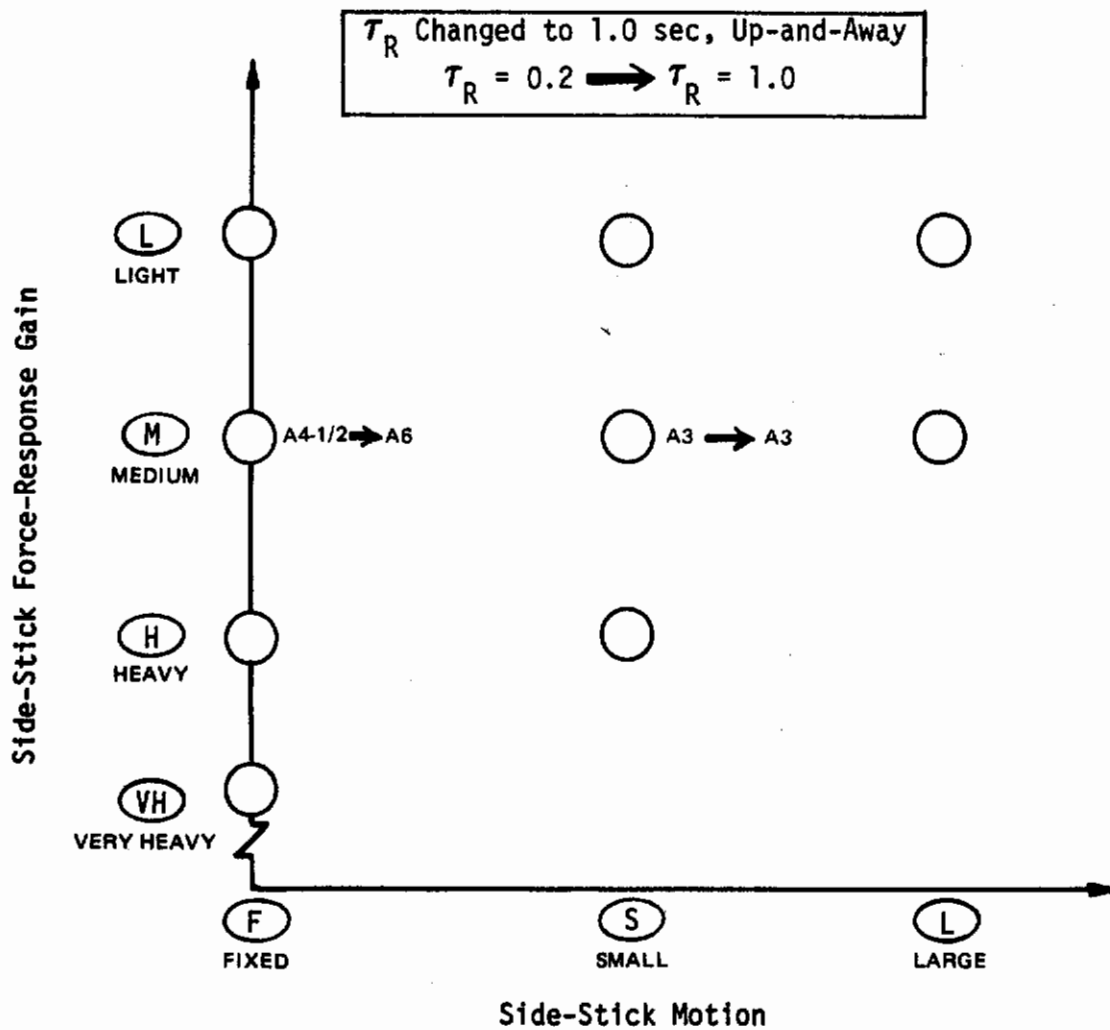 τR Changed to 1.0 sec, Up-and-Away
τR = 0.2 → τR = 1.0
Side-Stick Force-Response Gain
L
LIGHT
M
MEDIUM
A4-1/2 → A6
A3 → A3
H
HEAVY
VH
VERY HEAVY
F
FIXED
S
SMALL
L
LARGE
Side-Stick Motion